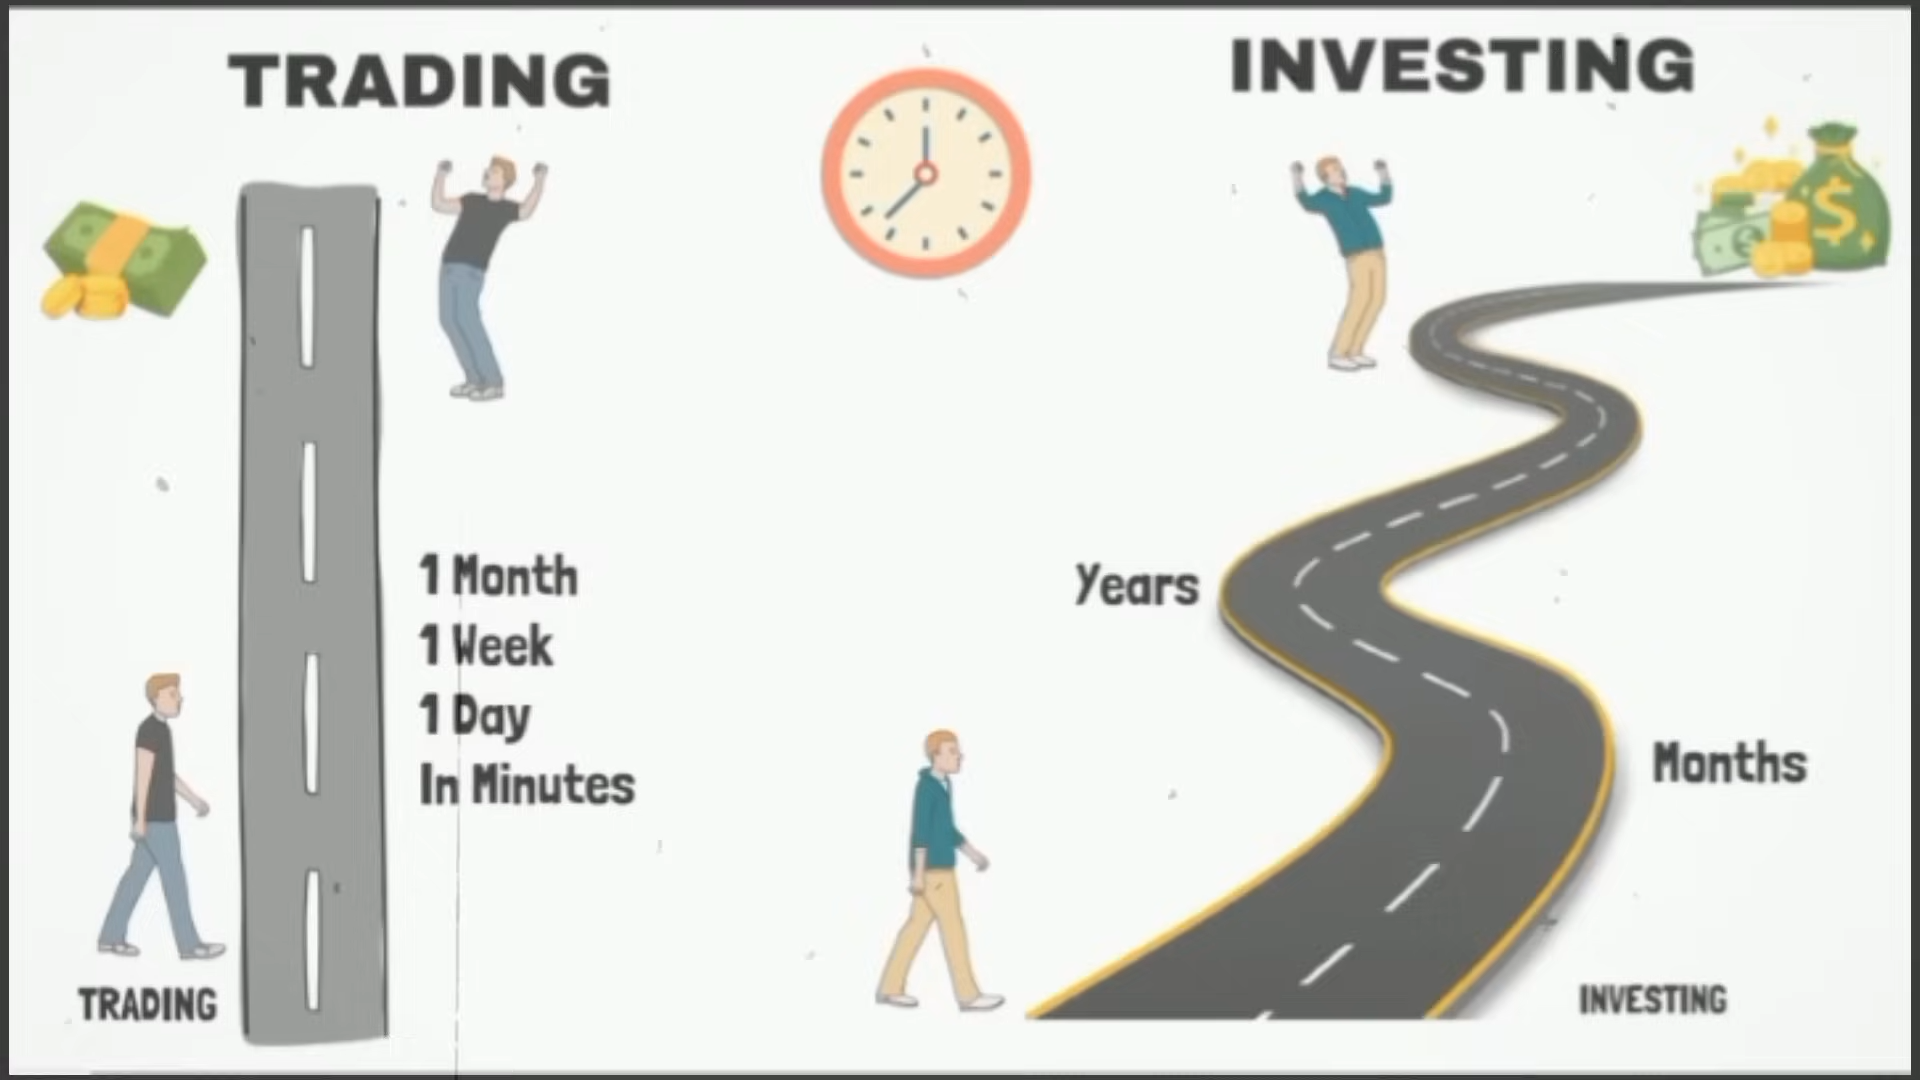 TRADING
INVESTING
1 Month
1 Week
1 Day
In Minutes
Years
Months
TRADING
INVESTING